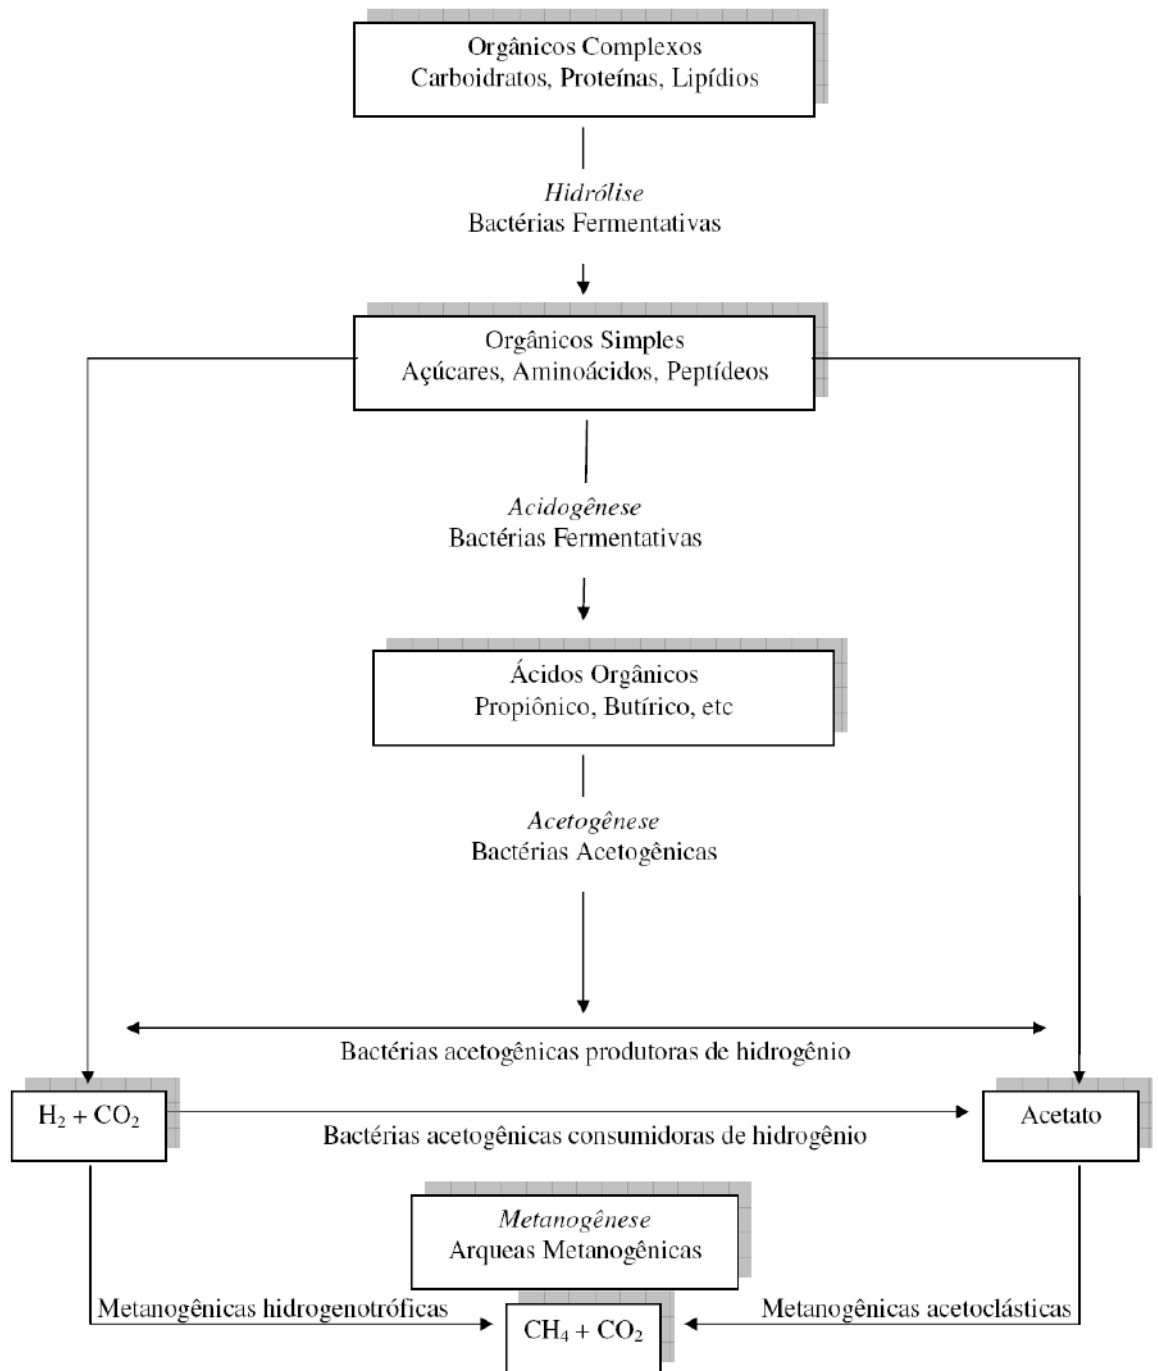 Orgânicos Complexos
Carboidratos, Proteínas, Lipídios
Hidrólise
Bactérias Fermentativas
Orgânicos Simples
Açúcares, Aminoácidos, Peptídeos
Acidogênese
Bactérias Fermentativas
Ácidos Orgânicos
Propiônico, Butírico, etc
Acetogênese
Bactérias Acetogênicas
Bactérias acetogênicas produtoras de hidrogênio
H₂ + CO₂
Acetato
Bactérias acetogênicas consumidoras de hidrogênio
Metanogênese
Arqueas Metanogênicas
Metanogênicas hidrogenotróficas
Metanogênicas acetoclásticas
CH₄ + CO₂